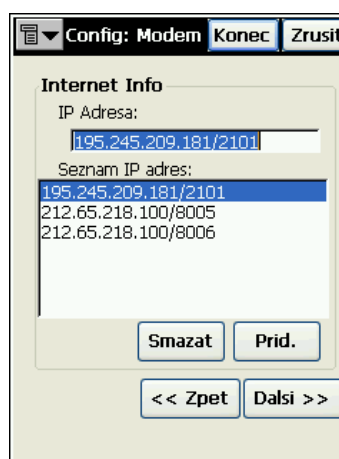 Config: Modem Konec Zrusit
Internet Info
IP Adresa:
195.245.209.181/2101
Seznam IP adres:
195.245.209.181/2101
212.65.218.100/8005
212.65.218.100/8006
Smazat Prid.
<< Zpet Dalsi >>